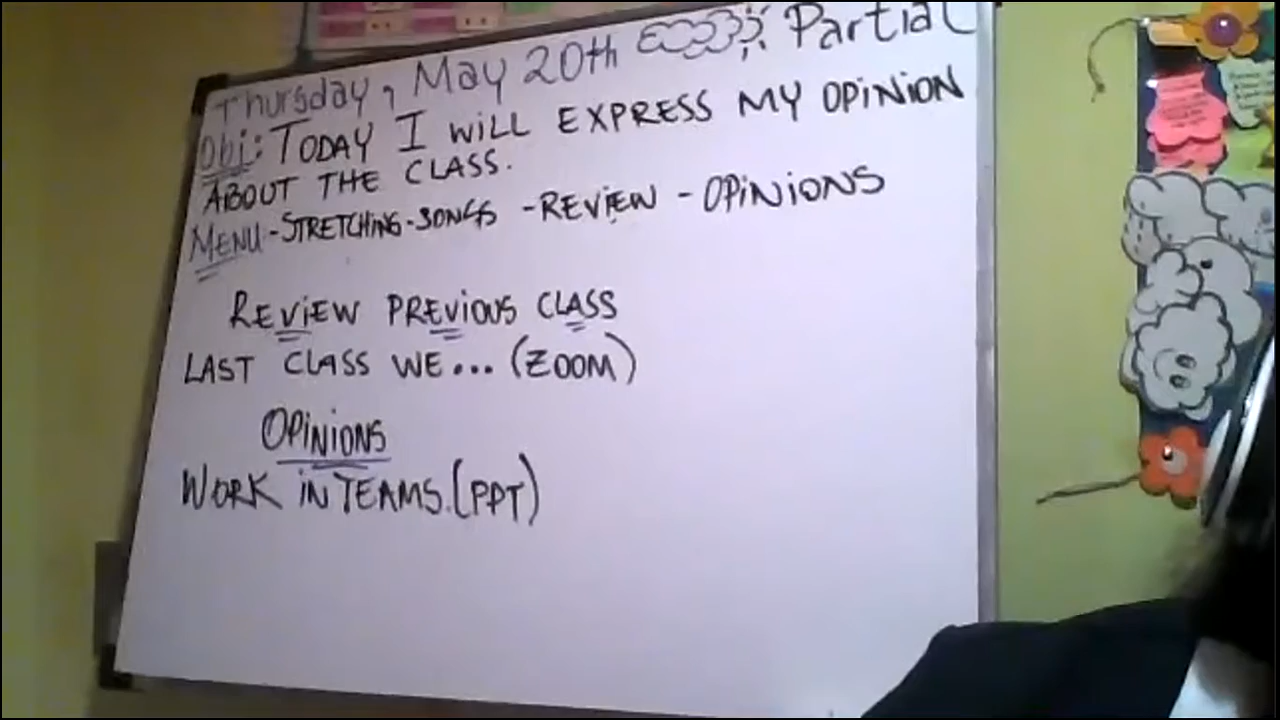 Thursday, May 20th Partial
Obj: TODAY I WILL EXPRESS MY OPINION
ABOUT THE CLASS.
MENU - STRETCHING - SONGS - REVIEW - OPINIONS
REVIEW PREVIOUS CLASS
LAST CLASS WE... (ZOOM)
OPINIONS
WORK IN TEAMS. (PPT)